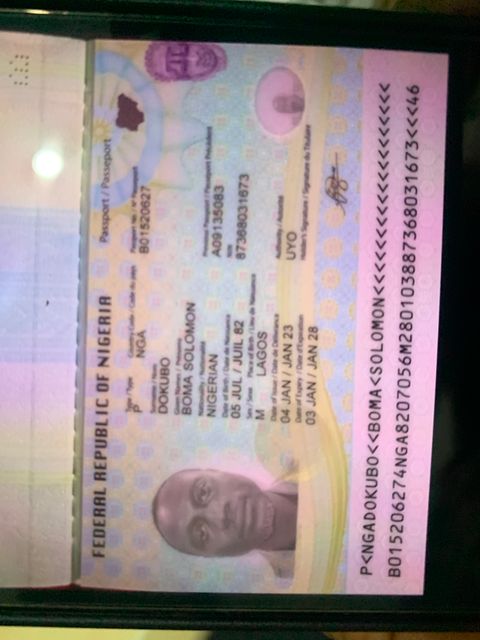 FEDERAL REPUBLIC OF NIGERIA
Passport / Passeport
Type / Type Country Code / Code du pays Passport No. / N° Passeport
P NGA B01520627
Surname / Nom
DOKUBO
Given Names / Prénoms
BOMA SOLOMON
Nationality / Nationalité Previous Passport / Passeport Précédent
NIGERIAN A09135083
Date of Birth / Date de Naissance NIN
05 JUL / JUIL 82 87368031673
Sex / Sexe Place of Birth / Lieu de Naissance
M LAGOS
Date of Issue / Date de Délivrance Authority / Autorité
04 JAN / JAN 23 UYO
Date of Expiry / Date d'Expiration Holder's Signature / Signature du Titulaire
03 JAN / JAN 28
P<NGADOKUBO<<BOMA<SOLOMON<<<<<<<<<<<<<<<<<<<
B015206274NGA8207056M280103887368031673<<<46